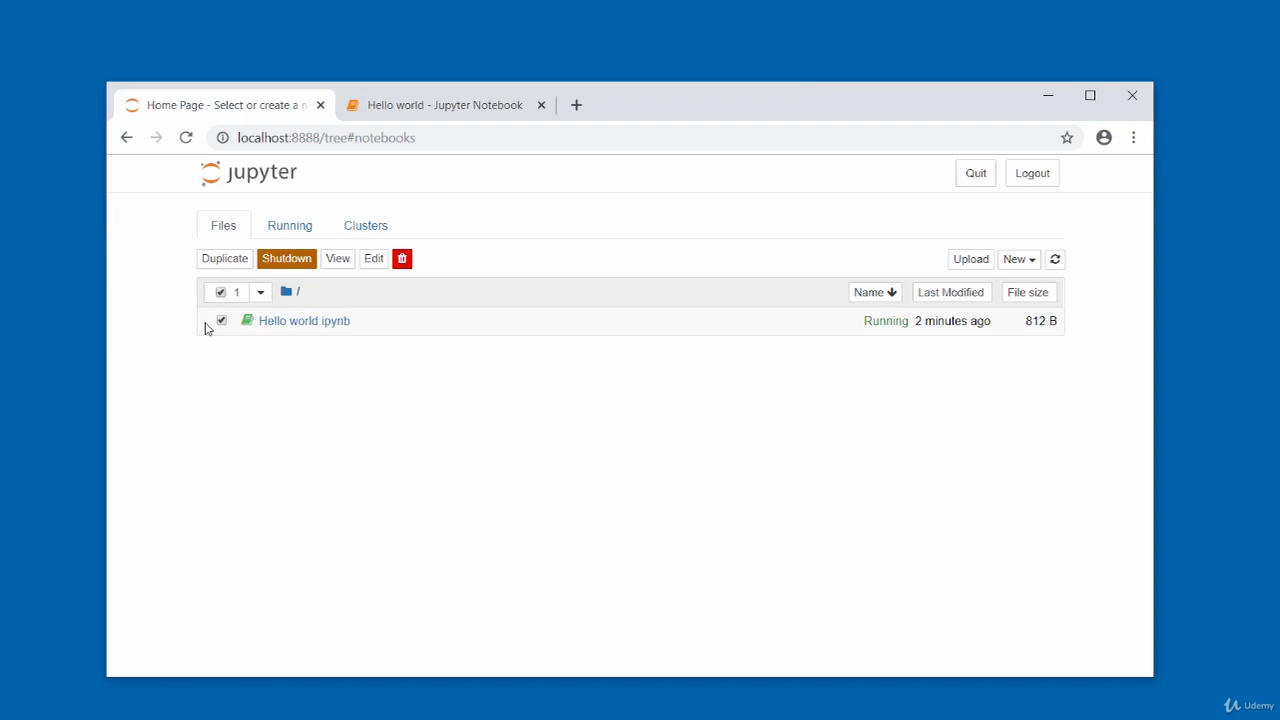 Home Page - Select or create a n
Hello world - Jupyter Notebook
localhost:8888/tree#notebooks
jupyter
Quit
Logout
Files
Running
Clusters
Duplicate
Shutdown
View
Edit
Upload
New
1
/
Name
Last Modified
File size
Hello world.ipynb
Running
2 minutes ago
812 B
Udemy